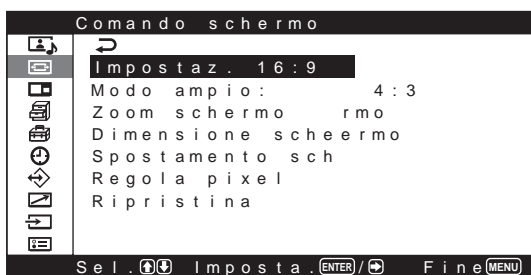 Comando schermo
Impostaz. 16:9
Modo ampio: 4:3
Zoom schermo rmo
Dimensione scheermo
Spostamento sch
Regola pixel
Ripristina
Sel. Imposta. ENTER / Fine MENU